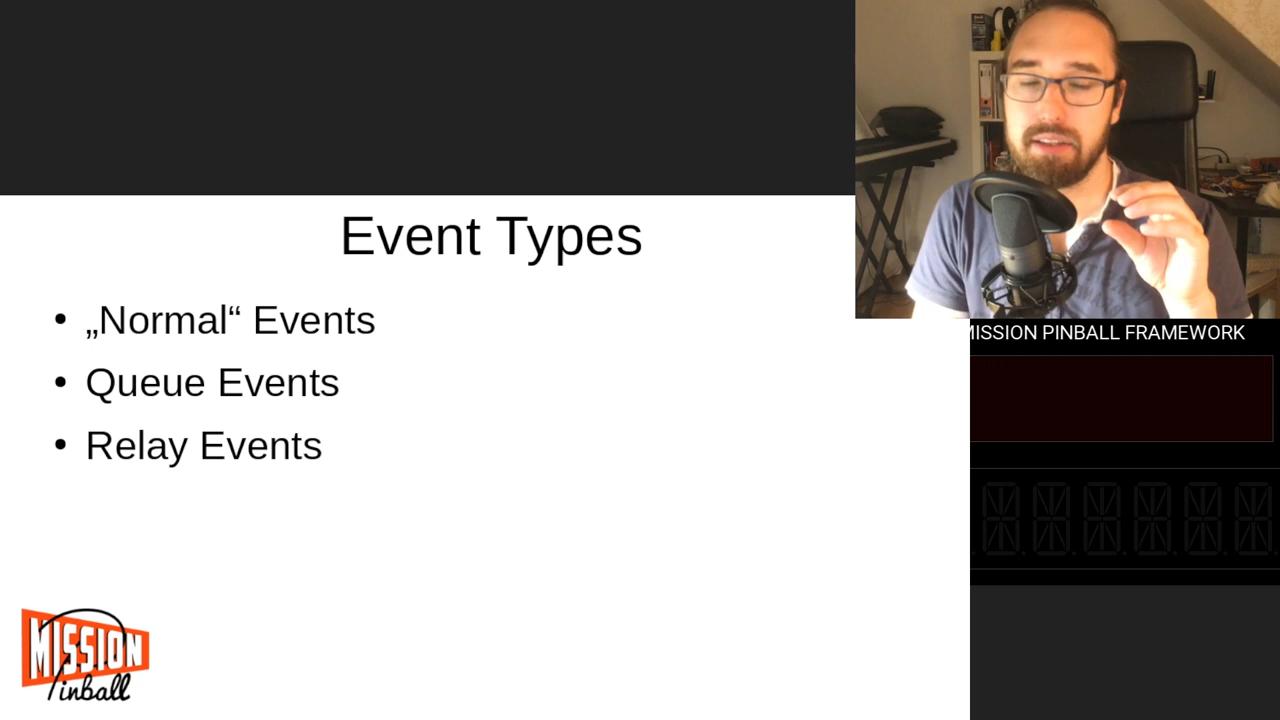 Event Types
• „Normal“ Events
• Queue Events
• Relay Events
MISSION PINBALL FRAMEWORK
MISSION
Pinball